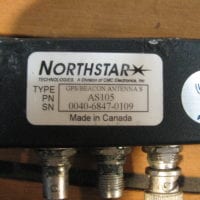 NORTHSTAR
TECHNOLOGIES, A Division of CMC Electronics, Inc
TYPE GPS/BEACON ANTENNA S
PN AS105
SN 0040-6847-0109
Made in Canada